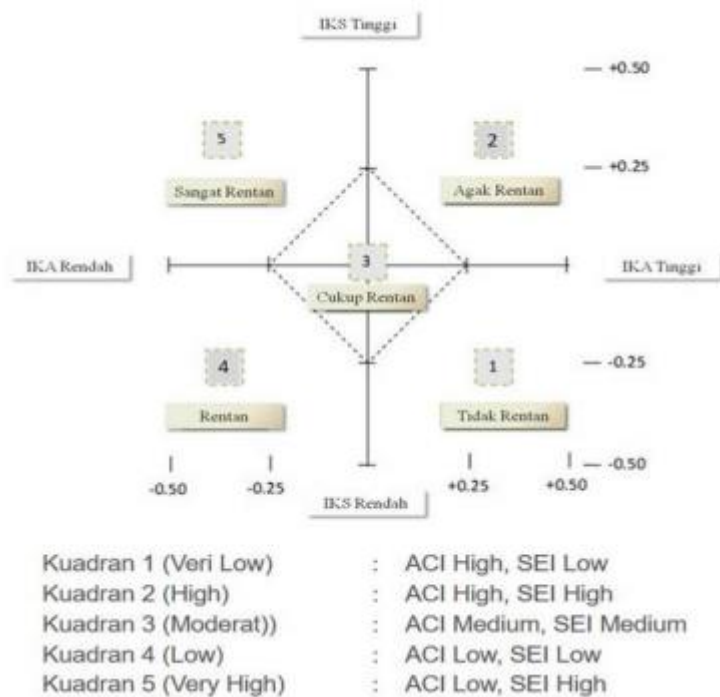 IKS Tinggi
+0.50
5
2
+0.25
Sangat Rentan
Agak Rentan
IKA Rendah
3
IKA Tinggi
Cukup Rentan
4
1
-0.25
Rentan
Tidak Rentan
-0.50
-0.50
-0.25
+0.25
+0.50
IKS Rendah
Kuadran 1 (Veri Low) : ACI High, SEI Low
Kuadran 2 (High) : ACI High, SEI High
Kuadran 3 (Moderat)) : ACI Medium, SEI Medium
Kuadran 4 (Low) : ACI Low, SEI Low
Kuadran 5 (Very High) : ACI Low, SEI High